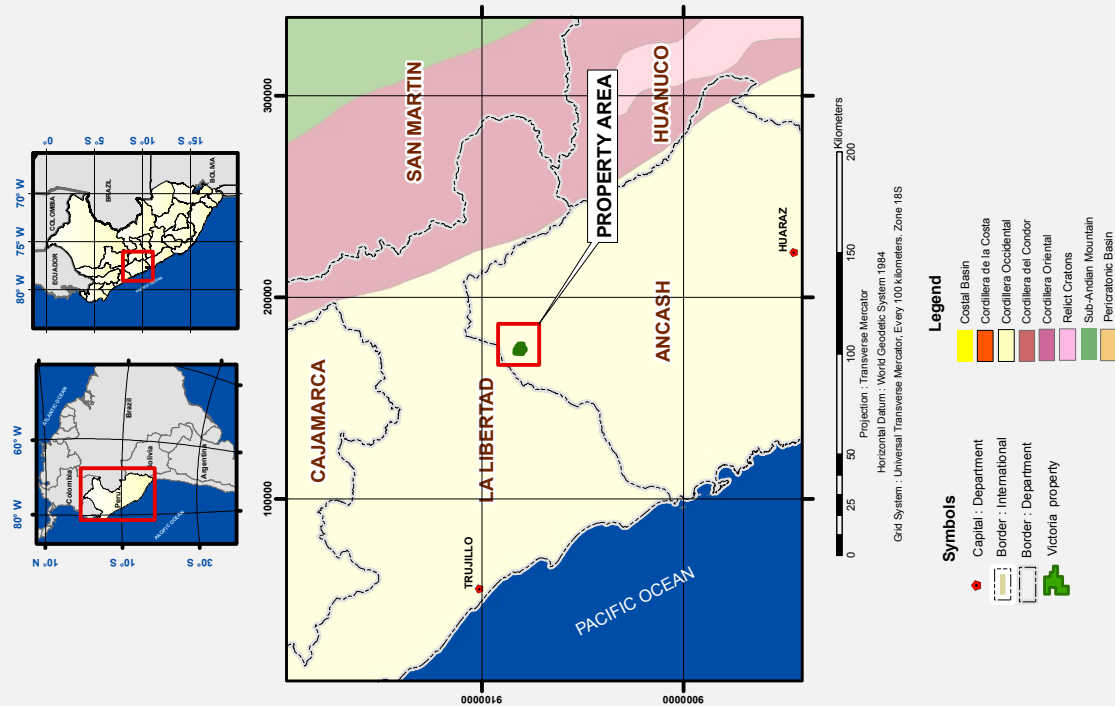 10° N
10° S
30° S
80° W
60° W
ATLANTIC OCEAN
PACIFIC OCEAN
Colombia
Peru
Brazil
Bolivia
Argentina
80° W
75° W
70° W
0°
5° S
10° S
15° S
ECUADOR
COLOMBIA
BRAZIL
BOLIVIA
100000
200000
300000
9100000
9000000
CAJAMARCA
SAN MARTIN
LA LIBERTAD
TRUJILLO
PROPERTY AREA
HUANUCO
ANCASH
HUARAZ
PACIFIC OCEAN
0 25 50 100 150 200
Kilometers
Projection : Transverse Mercator
Horizontal Datum : World Geodetic System 1984
Grid System : Universal Transverse Mercator, Every 100 kilometers. Zone 18S
Symbols
Capital : Department
Border : International
Border : Department
Victoria property
Legend
Costal Basin
Cordillera de la Costa
Cordillera Occidental
Cordillera del Condor
Cordilera Oriental
Relict Cratons
Sub-Andian Mountain
Pericratonic Basin